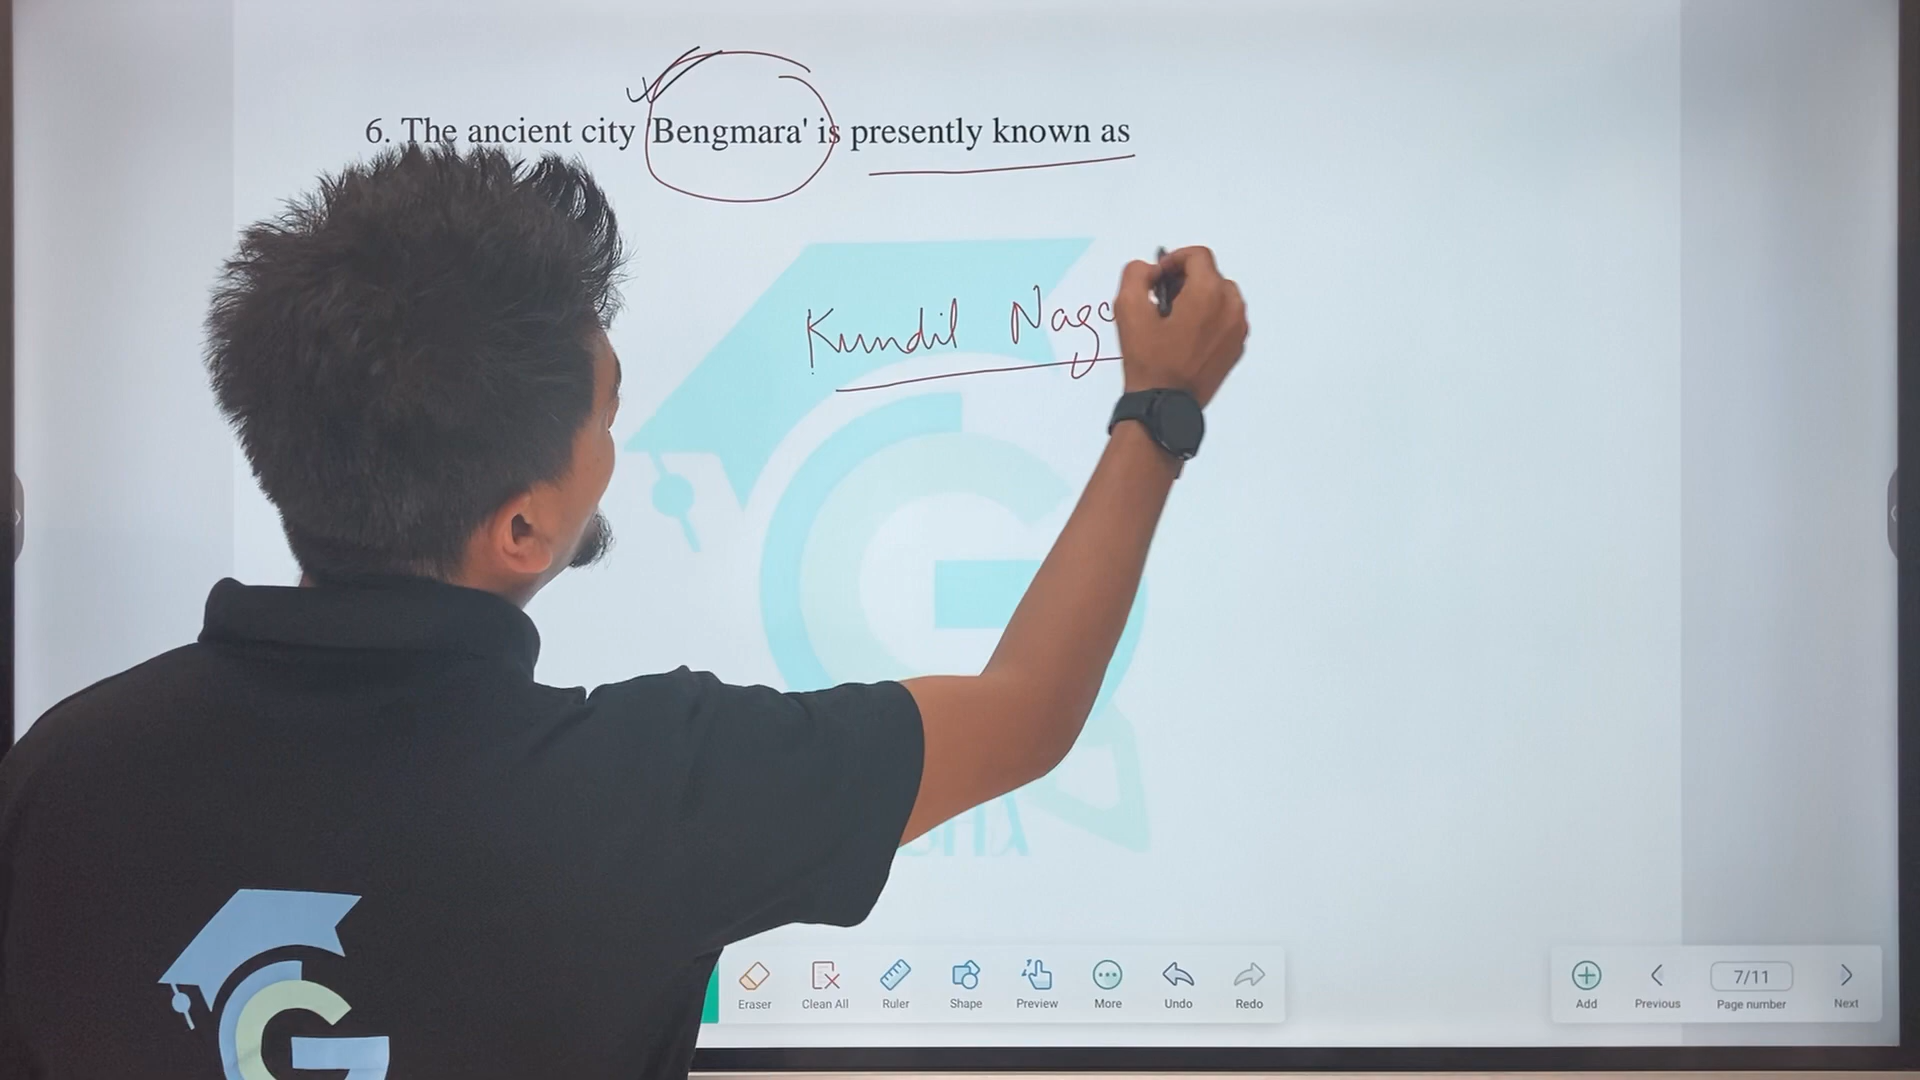 6. The ancient city 'Bengmara' is presently known as
Kundil
Eraser
Clean All
Ruler
Shape
Preview
More
Undo
Redo
Add
Previous
7/11
Page number
Next